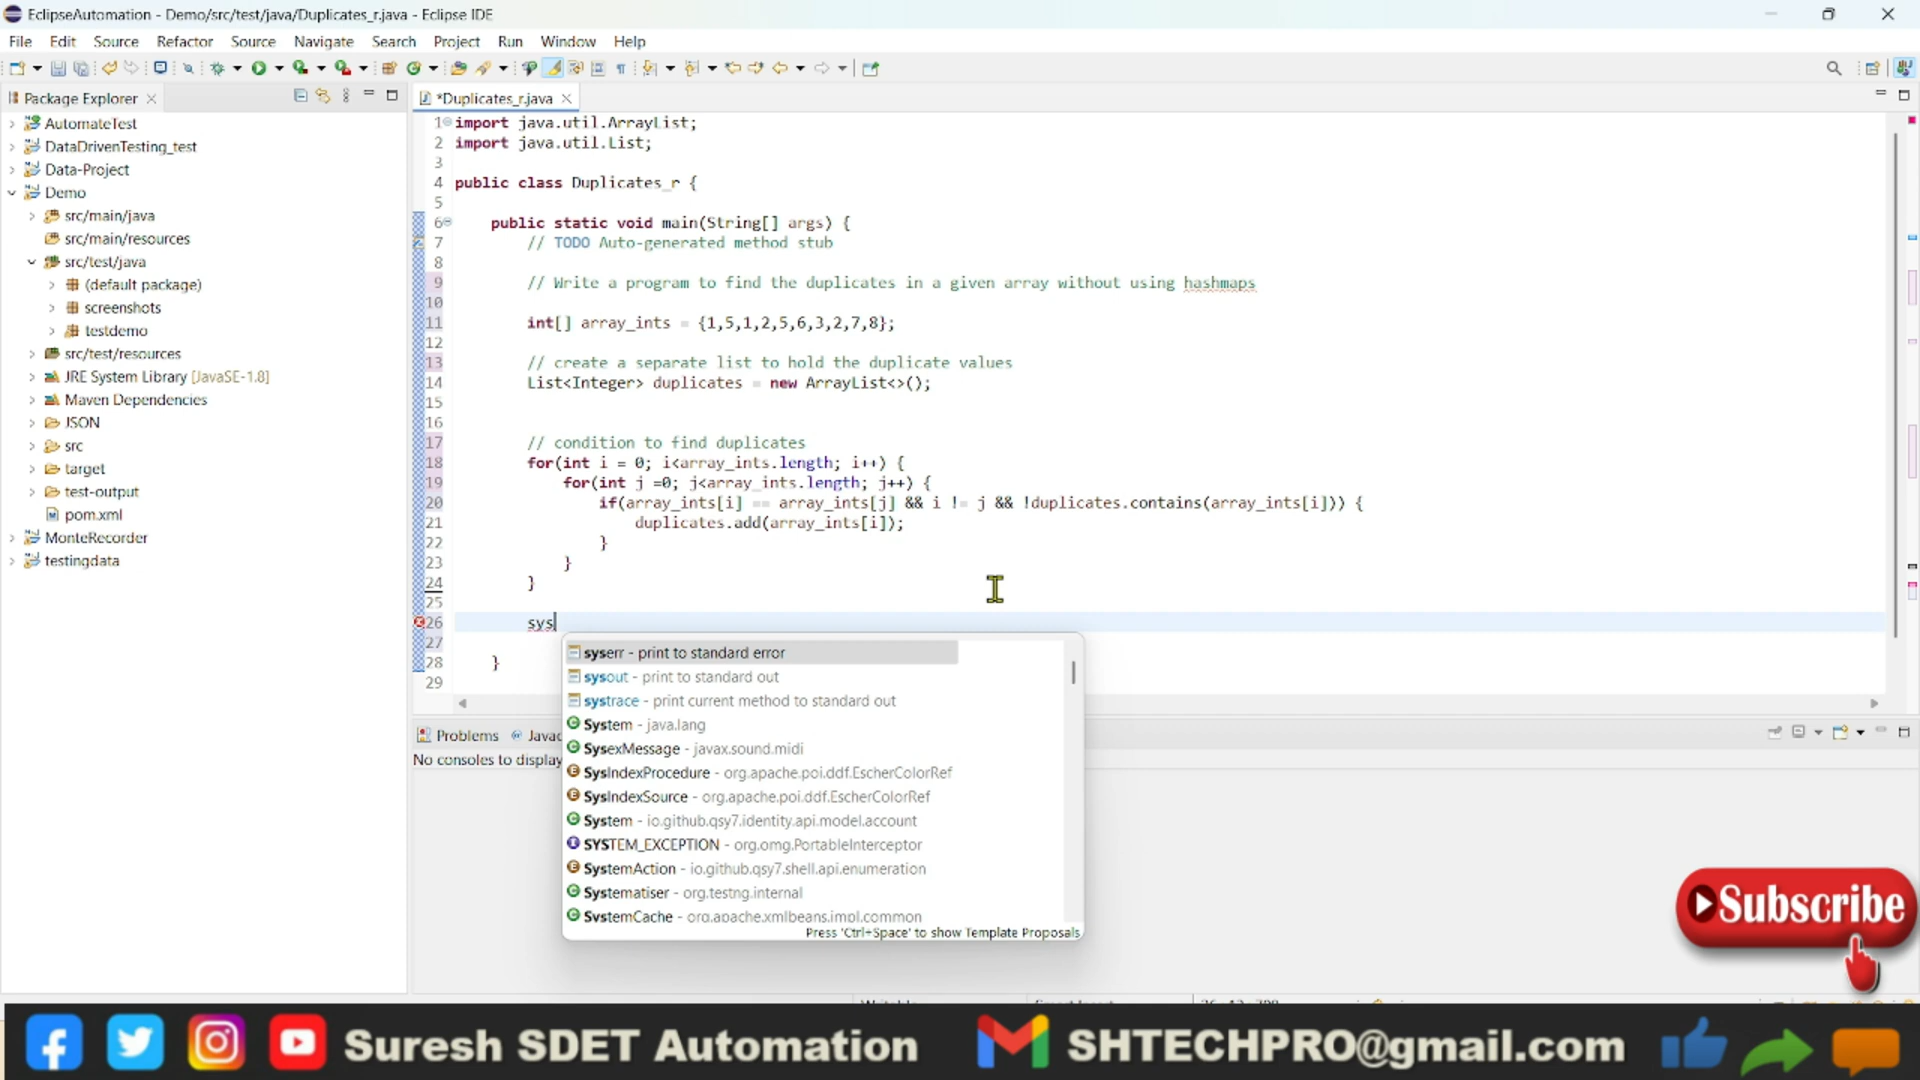 EclipseAutomation - Demo/src/test/java/Duplicates_r.java - Eclipse IDE
File Edit Source Refactor Source Navigate Search Project Run Window Help
Package Explorer
*Duplicates_r.java
AutomateTest
DataDrivenTesting_test
Data-Project
Demo
src/main/java
src/main/resources
src/test/java
(default package)
screenshots
testdemo
src/test/resources
JRE System Library [JavaSE-1.8]
Maven Dependencies
JSON
src
target
test-output
pom.xml
MonteRecorder
testingdata
1 import java.util.ArrayList;
2 import java.util.List;
3
4 public class Duplicates_r {
5
6 public static void main(String[] args) {
7 // TODO Auto-generated method stub
8
9 // Write a program to find the duplicates in a given array without using hashmaps
10
11 int[] array_ints = {1,5,1,2,5,6,3,2,7,8};
12
13 // create a separate list to hold the duplicate values
14 List<Integer> duplicates = new ArrayList<>();
15
16
17 // condition to find duplicates
18 for(int i = 0; i<array_ints.length; i++) {
19 for(int j =0; j<array_ints.length; j++) {
20 if(array_ints[i] == array_ints[j] && i != j && !duplicates.contains(array_ints[i])) {
21 duplicates.add(array_ints[i]);
22 }
23 }
24 }
25
26 sys
27
28 }
29
syserr - print to standard error
sysout - print to standard out
systrace - print current method to standard out
System - java.lang
SysexMessage - javax.sound.midi
SysIndexProcedure - org.apache.poi.ddf.EscherColorRef
SysIndexSource - org.apache.poi.ddf.EscherColorRef
System - io.github.qsy7.identity.api.model.account
SYSTEM_EXCEPTION - org.omg.PortableInterceptor
SystemAction - io.github.qsy7.shell.api.enumeration
Systematiser - org.testng.internal
SystemCache - org.apache.xmlbeans.impl.common
Press 'Ctrl+Space' to show Template Proposals
Problems
No consoles to display
Subscribe
Suresh SDET Automation
SHTECHPRO@gmail.com